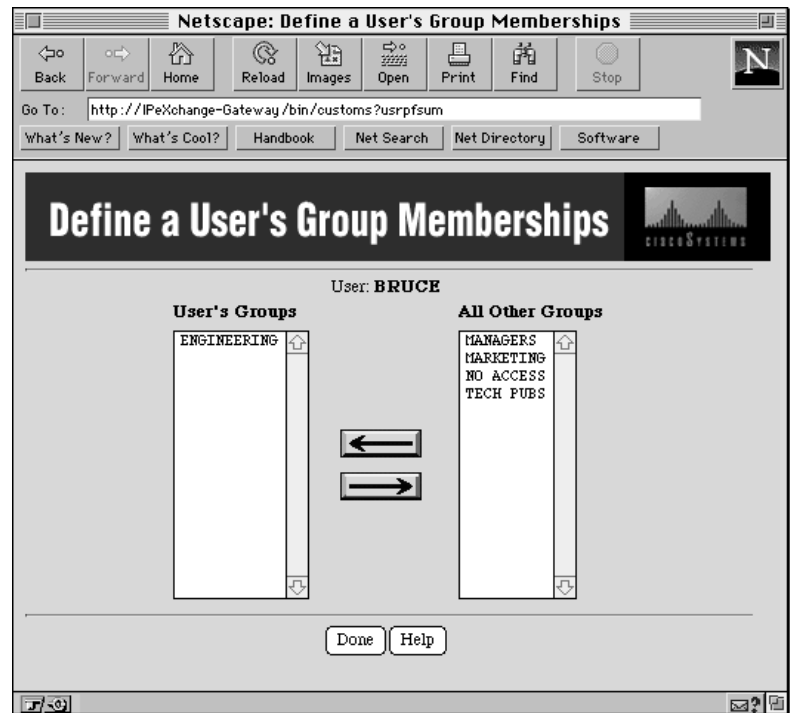 Netscape: Define a User's Group Memberships
Back Forward Home Reload Images Open Print Find Stop
N
Go To: http://IPeXchange-Gateway/bin/customs?usrpfsum
What's New? What's Cool? Handbook Net Search Net Directory Software
Define a User's Group Memberships
CISCO SYSTEMS
User: BRUCE
User's Groups All Other Groups
ENGINEERING MANAGERS
MARKETING
NO ACCESS
TECH PUBS
Done Help
?